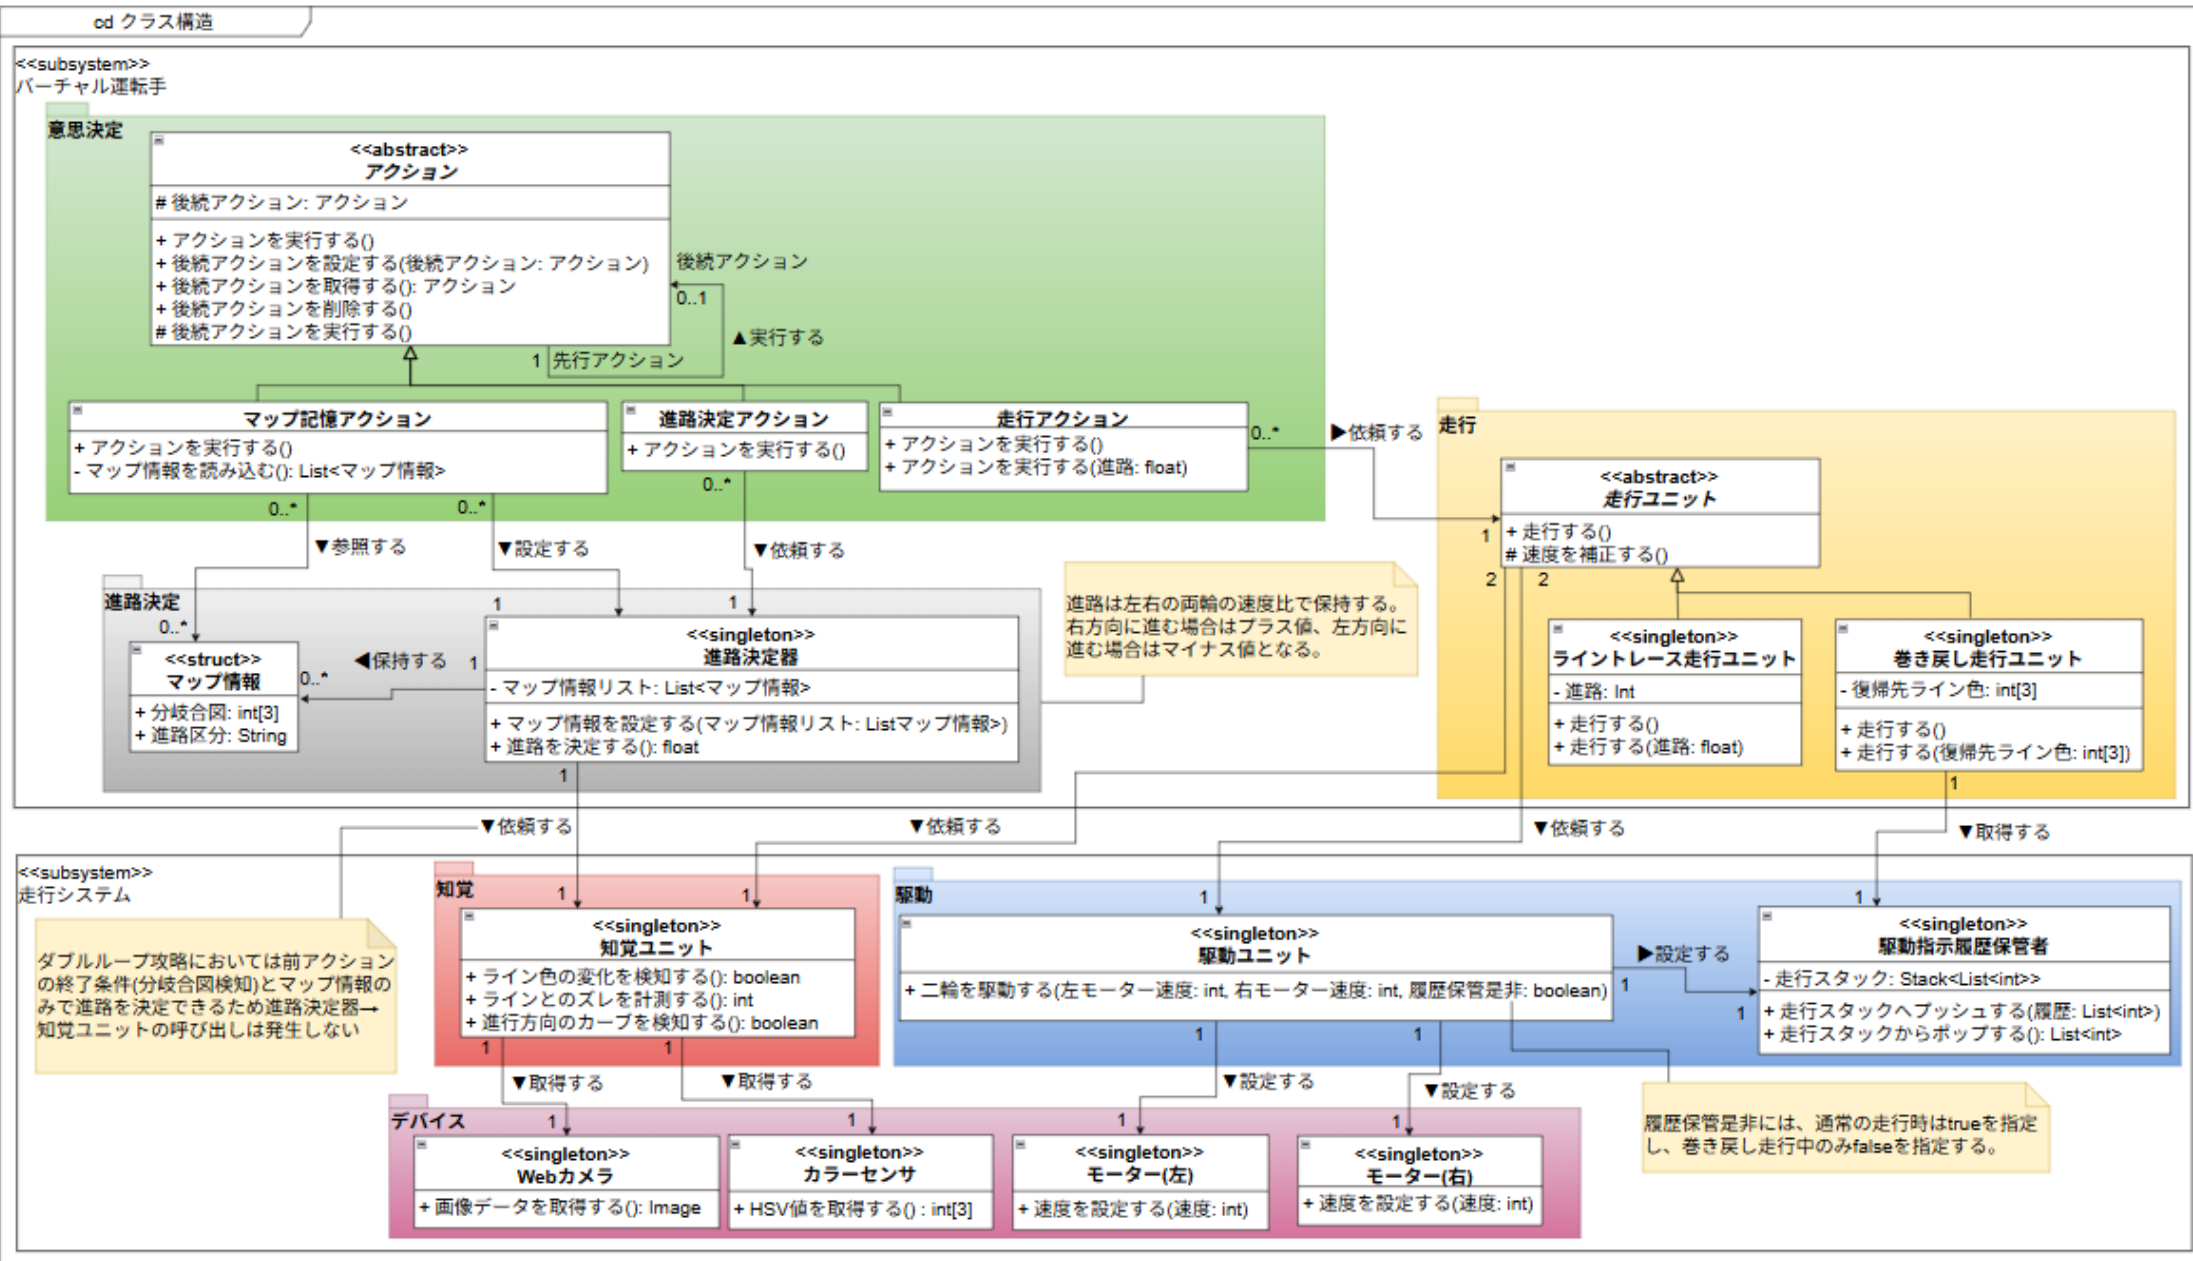 cd クラス構造
<<subsystem>>
バーチャル運転手
意思決定
<<abstract>>
アクション
# 後続アクション: アクション
+ アクションを実行する()
+ 後続アクションを設定する(後続アクション: アクション)
+ 後続アクションを取得する(): アクション
+ 後続アクションを削除する()
# 後続アクションを実行する()
後続アクション
0..1
▲実行する
1
先行アクション
マップ記憶アクション
+ アクションを実行する()
- マップ情報を読み込む(): List<マップ情報>
進路決定アクション
+ アクションを実行する()
走行アクション
+ アクションを実行する()
+ アクションを実行する(進路: float)
0..*
▶依頼する
0..*
0..*
0..*
▼参照する
▼設定する
▼依頼する
走行
<<abstract>>
走行ユニット
+ 走行する()
# 速度を補正する()
1
2
2
<<singleton>>
ライントレース走行ユニット
- 進路: Int
+ 走行する()
+ 走行する(進路: float)
<<singleton>>
巻き戻し走行ユニット
- 復帰先ライン色: int[3]
+ 走行する()
+ 走行する(復帰先ライン色: int[3])
1
進路決定
0..*
1
1
<<struct>>
マップ情報
+ 分岐合図: int[3]
+ 進路区分: String
0..*
◀保持する
1
<<singleton>>
進路決定器
- マップ情報リスト: List<マップ情報>
+ マップ情報を設定する(マップ情報リスト: Listマップ情報>)
+ 進路を決定する(): float
1
進路は左右の両輪の速度比で保持する。
右方向に進む場合はプラス値、左方向に
進む場合はマイナス値となる。
▼依頼する
▼依頼する
▼依頼する
▼取得する
<<subsystem>>
走行システム
ダブルループ攻略においては前アクション
の終了条件(分岐合図検知)とマップ情報の
みで進路を決定できるため進路決定器→
知覚ユニットの呼び出しは発生しない
知覚
1
1
<<singleton>>
知覚ユニット
+ ライン色の変化を検知する(): boolean
+ ラインとのズレを計測する(): int
+ 進行方向のカーブを検知する(): boolean
1
1
駆動
1
<<singleton>>
駆動ユニット
+ 二輪を駆動する(左モーター速度: int, 右モーター速度: int, 履歴保管是非: boolean)
1
1
▶設定する
1
1
1
<<singleton>>
駆動指示履歴保管者
- 走行スタック: Stack<List<int>>
+ 走行スタックへプッシュする(履歴: List<int>)
+ 走行スタックからポップする(): List<int>
▼取得する
▼取得する
▼設定する
▼設定する
履歴保管是非には、通常の走行時はtrueを指定
し、巻き戻し走行中のみfalseを指定する。
デバイス
1
1
1
1
<<singleton>>
Webカメラ
+ 画像データを取得する(): Image
<<singleton>>
カラーセンサ
+ HSV値を取得する() : int[3]
<<singleton>>
モーター(左)
+ 速度を設定する(速度: int)
<<singleton>>
モーター(右)
+ 速度を設定する(速度: int)